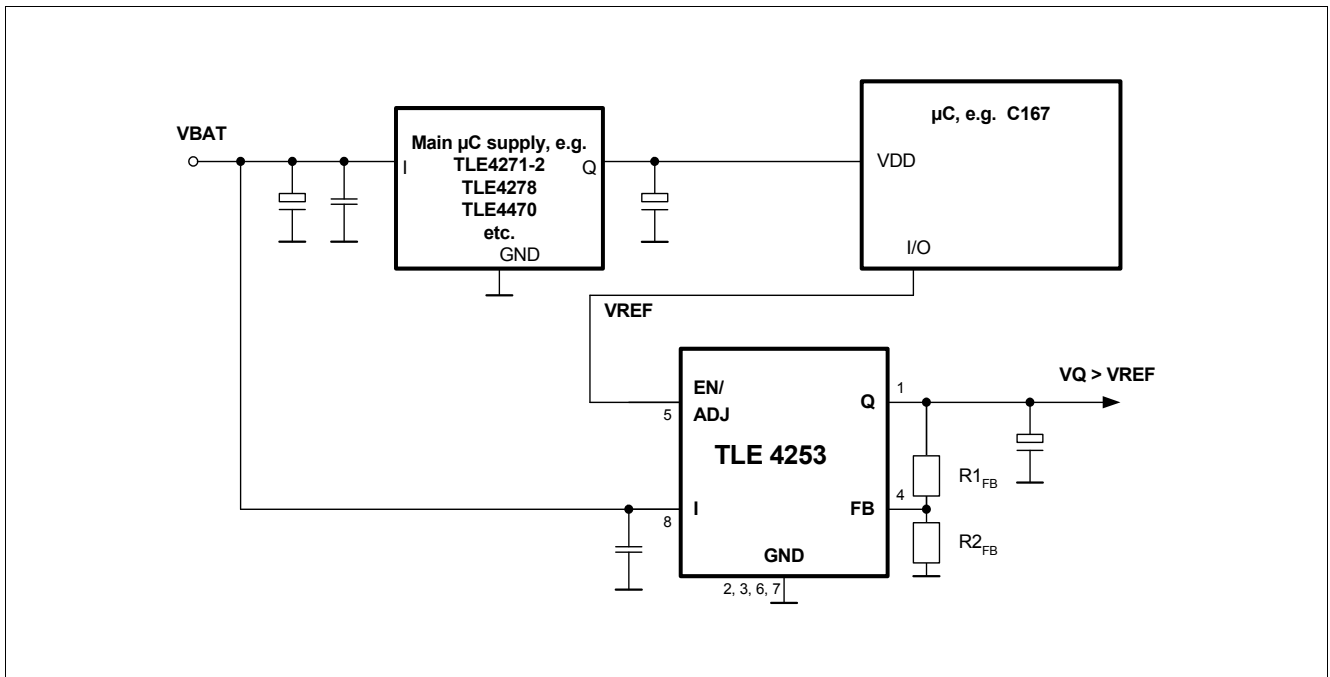 VBAT
I
Main µC supply, e.g.
TLE4271-2
TLE4278
TLE4470
etc.
GND
Q
µC, e.g. C167
VDD
I/O
VREF
EN/
ADJ
5
TLE 4253
Q
1
VQ > VREF
R1FB
I
8
FB
4
R2FB
GND
2, 3, 6, 7